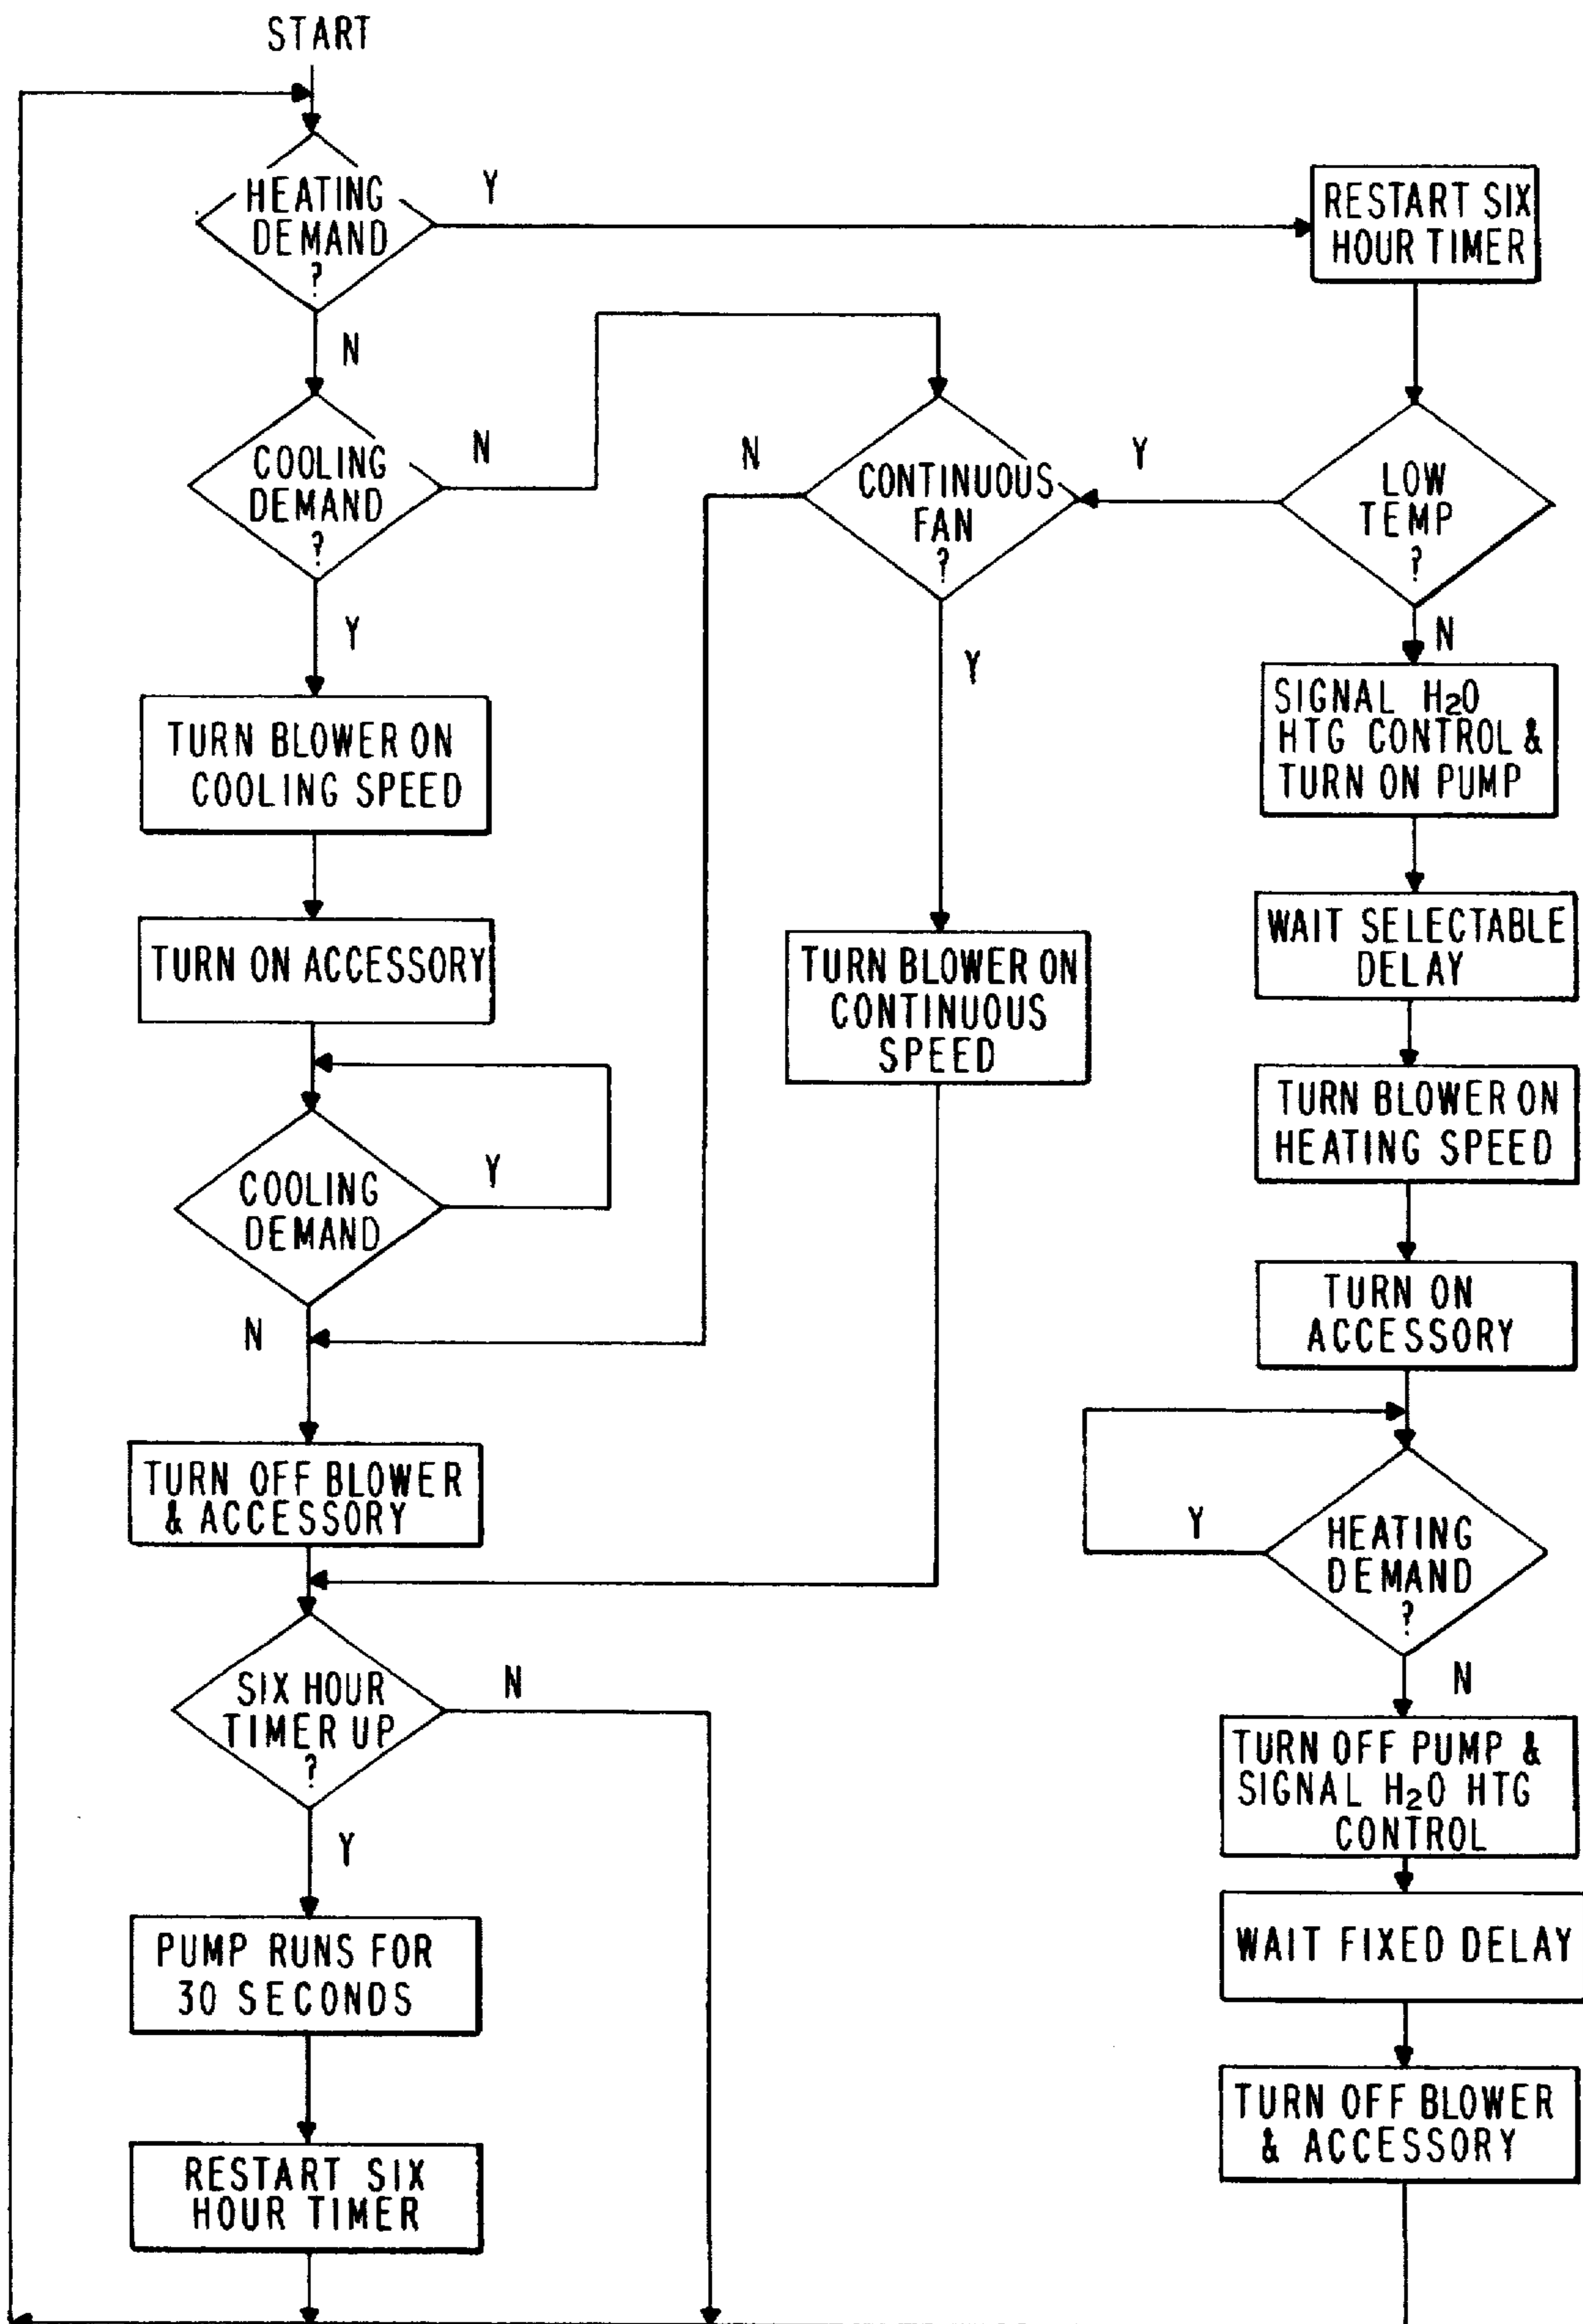 START
HEATING
DEMAND
?
Y
N
RESTART SIX
HOUR TIMER
COOLING
DEMAND
?
N
Y
CONTINUOUS
FAN
?
N
Y
LOW
TEMP
?
Y
N
TURN BLOWER ON
COOLING SPEED
TURN ON ACCESSORY
COOLING
DEMAND
Y
N
TURN OFF BLOWER
& ACCESSORY
SIX HOUR
TIMER UP
?
N
Y
PUMP RUNS FOR
30 SECONDS
RESTART SIX
HOUR TIMER
TURN BLOWER ON
CONTINUOUS
SPEED
SIGNAL H₂O
HTG CONTROL &
TURN ON PUMP
WAIT SELECTABLE
DELAY
TURN BLOWER ON
HEATING SPEED
TURN ON
ACCESSORY
HEATING
DEMAND
?
Y
N
TURN OFF PUMP &
SIGNAL H₂O HTG
CONTROL
WAIT FIXED DELAY
TURN OFF BLOWER
& ACCESSORY